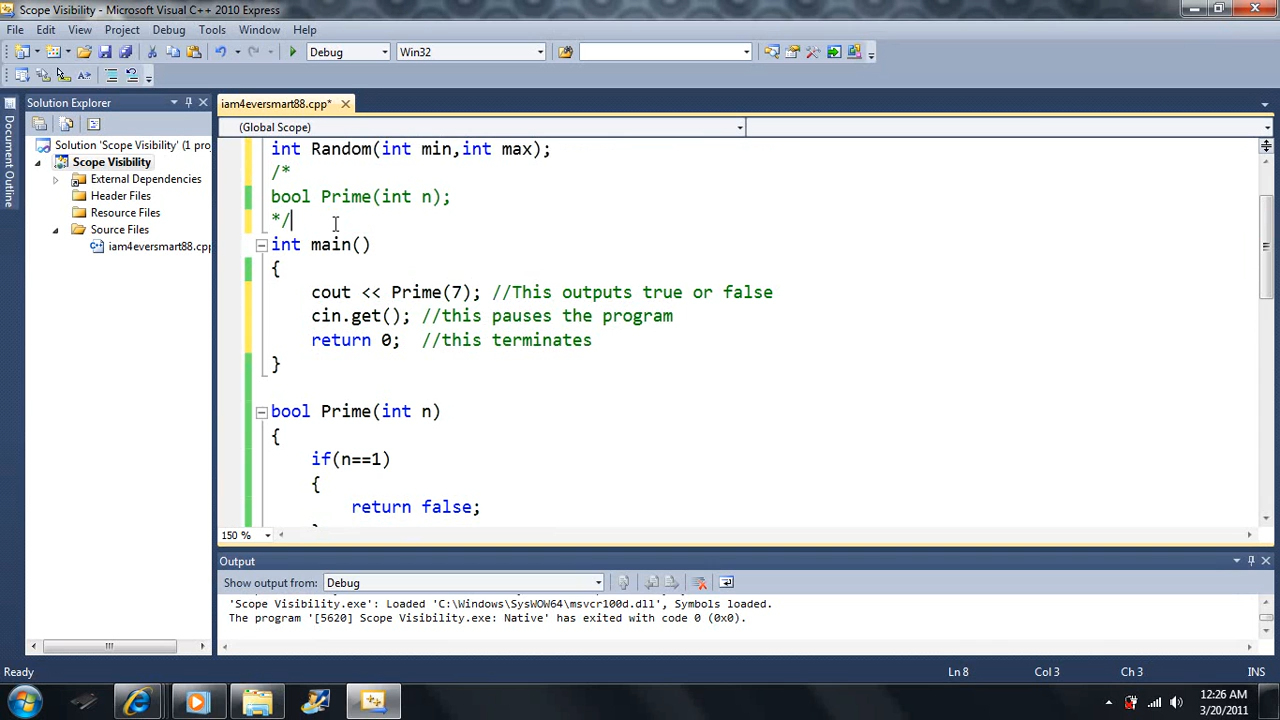 Scope Visibility - Microsoft Visual C++ 2010 Express
File Edit View Project Debug Tools Window Help
Debug Win32
Solution Explorer
iam4eversmart88.cpp*
Document Outline
(Global Scope)
Solution 'Scope Visibility' (1 proj
Scope Visibility
External Dependencies
Header Files
Resource Files
Source Files
iam4eversmart88.cpp
int Random(int min,int max);
/*
bool Prime(int n);
*/
int main()
{
cout << Prime(7); //This outputs true or false
cin.get(); //this pauses the program
return 0; //this terminates
}
bool Prime(int n)
{
if(n==1)
{
return false;
150 %
Output
Show output from: Debug
'Scope Visibility.exe': Loaded 'C:\Windows\SysWOW64\msvcr100d.dll', Symbols loaded.
The program '[5620] Scope Visibility.exe: Native' has exited with code 0 (0x0).
Ready Ln 8 Col 3 Ch 3 INS
12:26 AM
3/20/2011